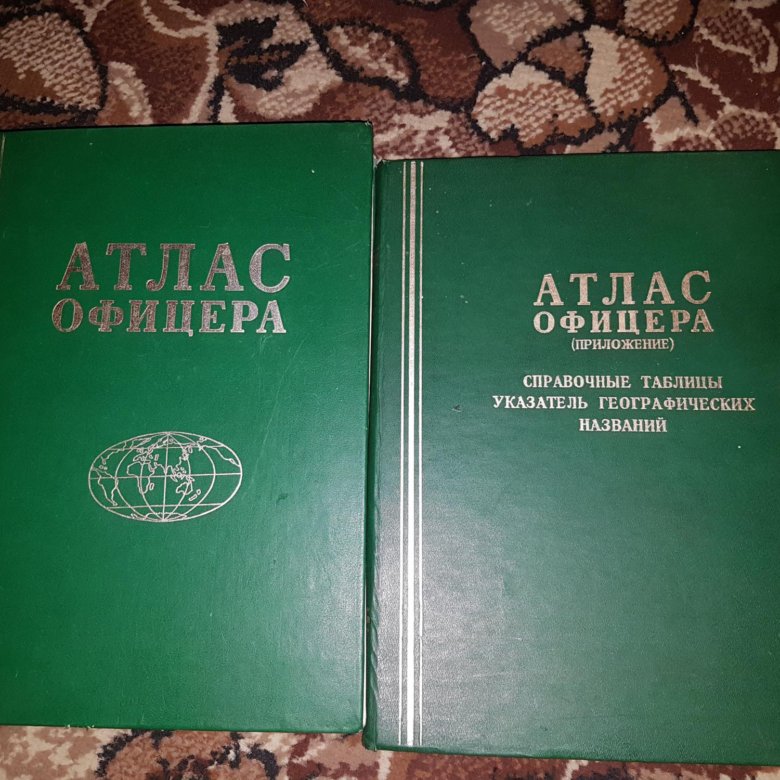 АТЛАС
ОФИЦЕРА
АТЛАС
ОФИЦЕРА
(ПРИЛОЖЕНИЕ)
СПРАВОЧНЫЕ ТАБЛИЦЫ
УКАЗАТЕЛЬ ГЕОГРАФИЧЕСКИХ
НАЗВАНИЙ